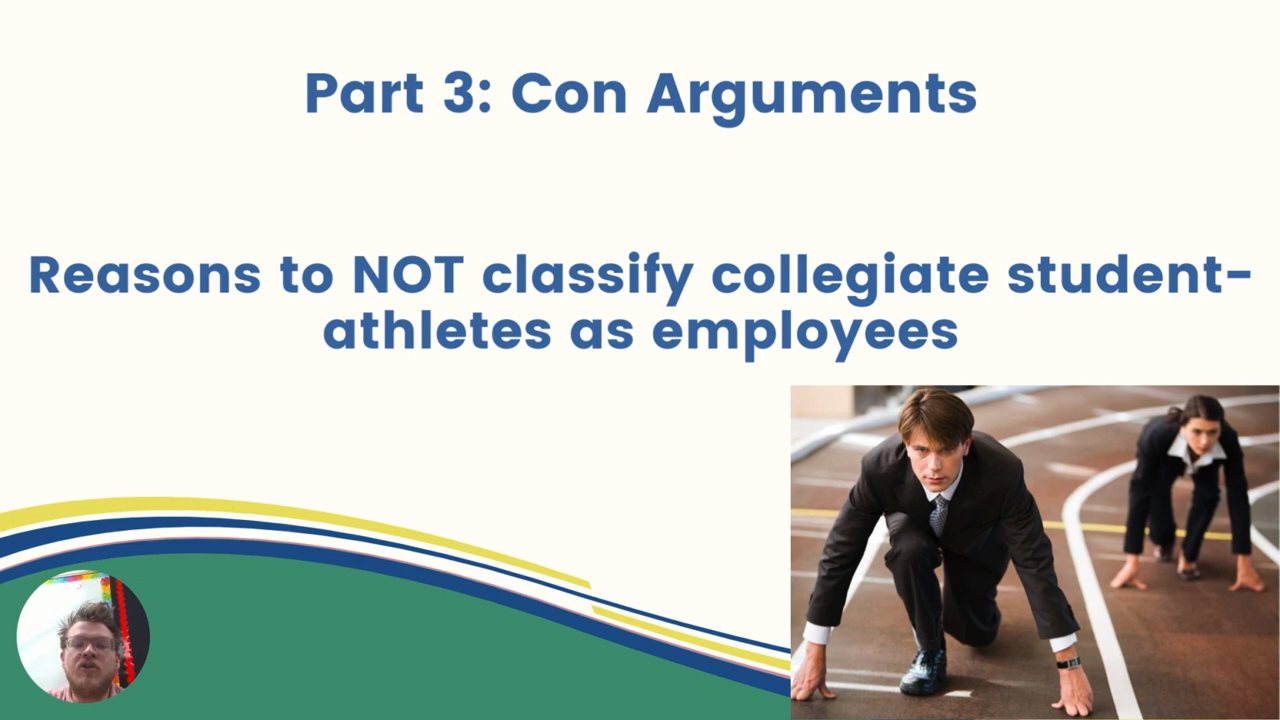 Part 3: Con Arguments
Reasons to NOT classify collegiate student-
athletes as employees